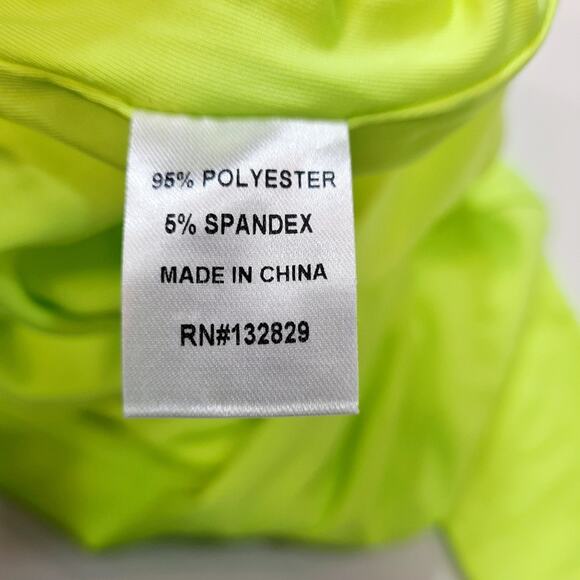 95% POLYESTER
5% SPANDEX
MADE IN CHINA
RN#132829